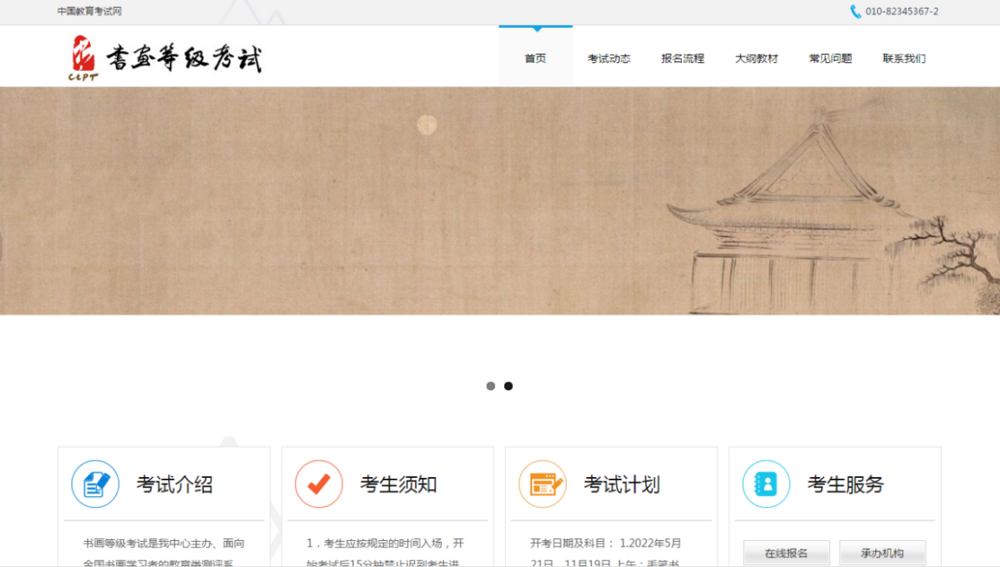 中国教育考试网
010-82345367-2
CCPT
书画等级考试
首页
考试动态
报名流程
大纲教材
常见问题
联系我们
考试介绍
书画等级考试是我中心主办、面向
全国书画学习者的教育类测评系
考生须知
1．考生应按规定的时间入场，开
始考试后15分钟禁止迟到考生进
考试计划
开考日期及科目： 1.2022年5月
21日、11月19日 上午：毛笔书
考生服务
在线报名
承办机构